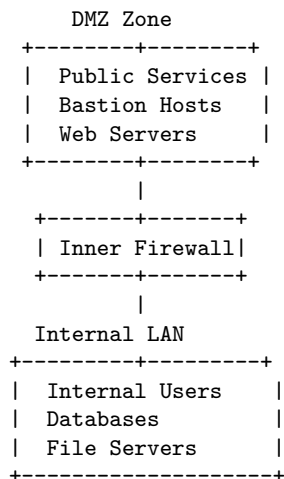 DMZ Zone
+--------+--------+
| Public Services |
| Bastion Hosts |
| Web Servers |
+--------+--------+
|
+-------+-------+
| Inner Firewall|
+-------+-------+
|
Internal LAN
+---------+---------+
| Internal Users |
| Databases |
| File Servers |
+--------------------+